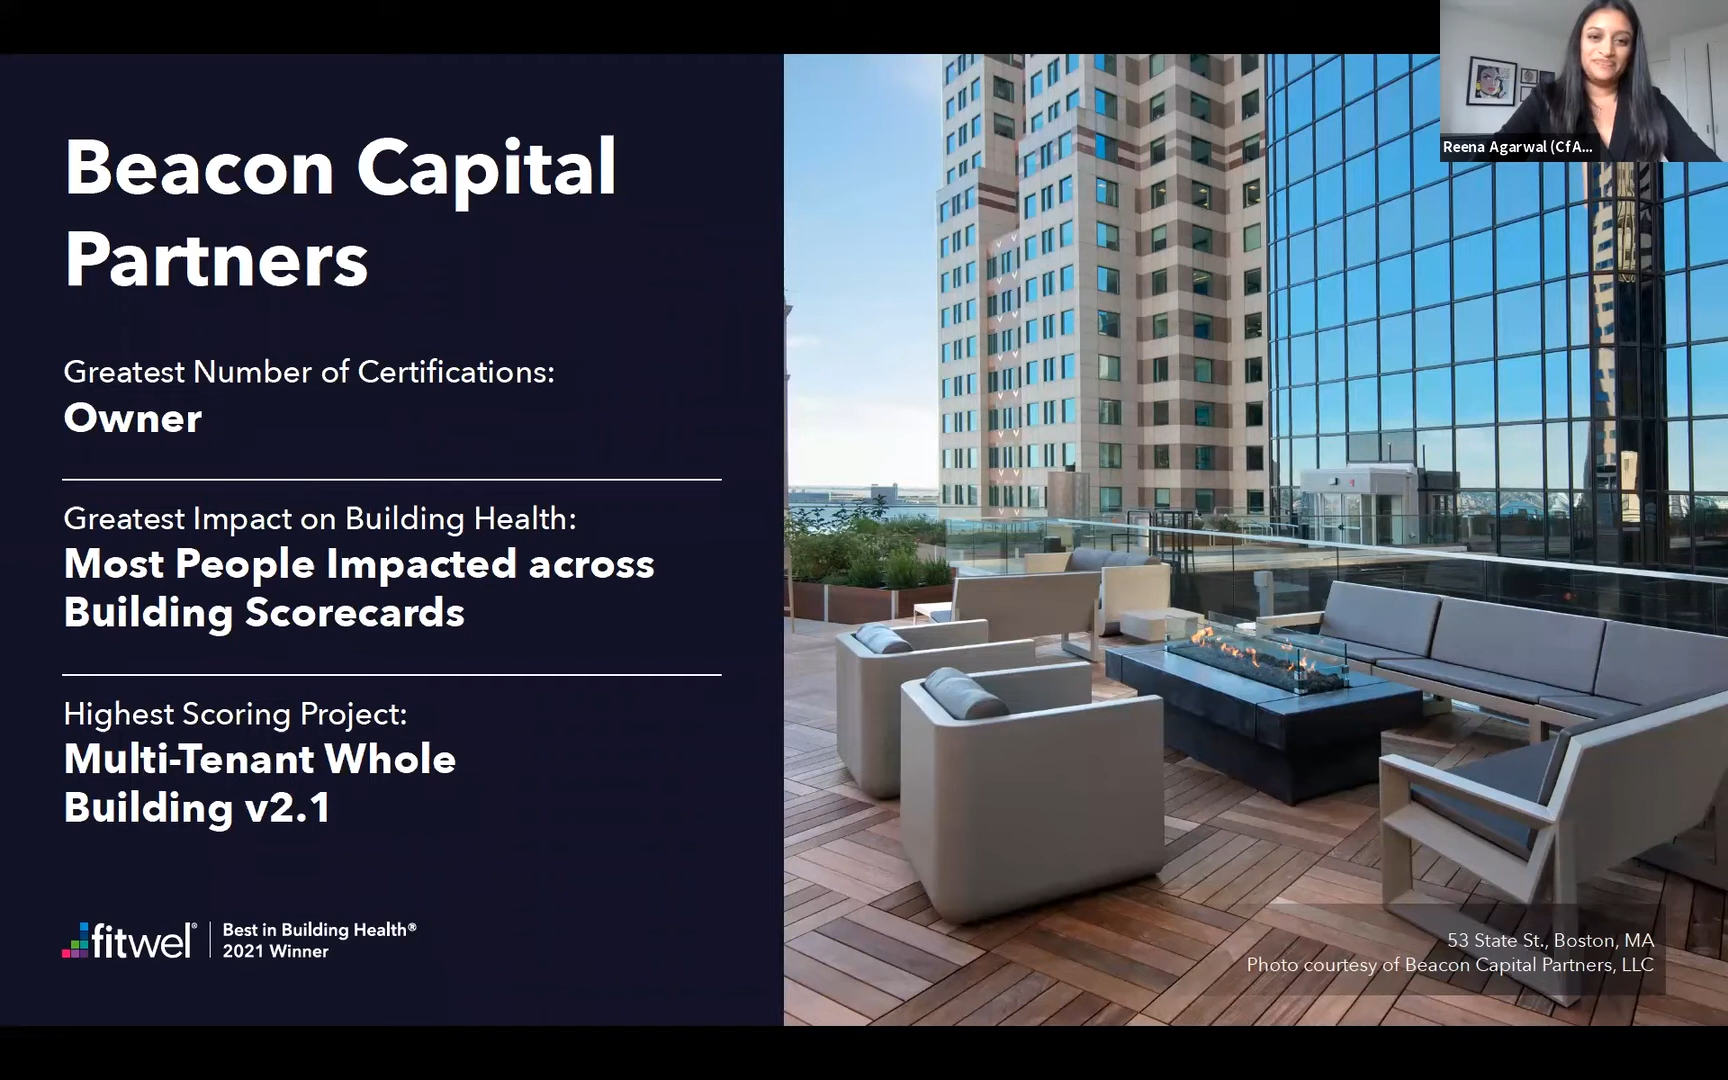 Beacon Capital
Partners
Greatest Number of Certifications:
Owner
Greatest Impact on Building Health:
Most People Impacted across
Building Scorecards
Highest Scoring Project:
Multi-Tenant Whole
Building v2.1
fitwel®
Best in Building Health®
2021 Winner
Reena Agarwal (CfA...
53 State St., Boston, MA
Photo courtesy of Beacon Capital Partners, LLC